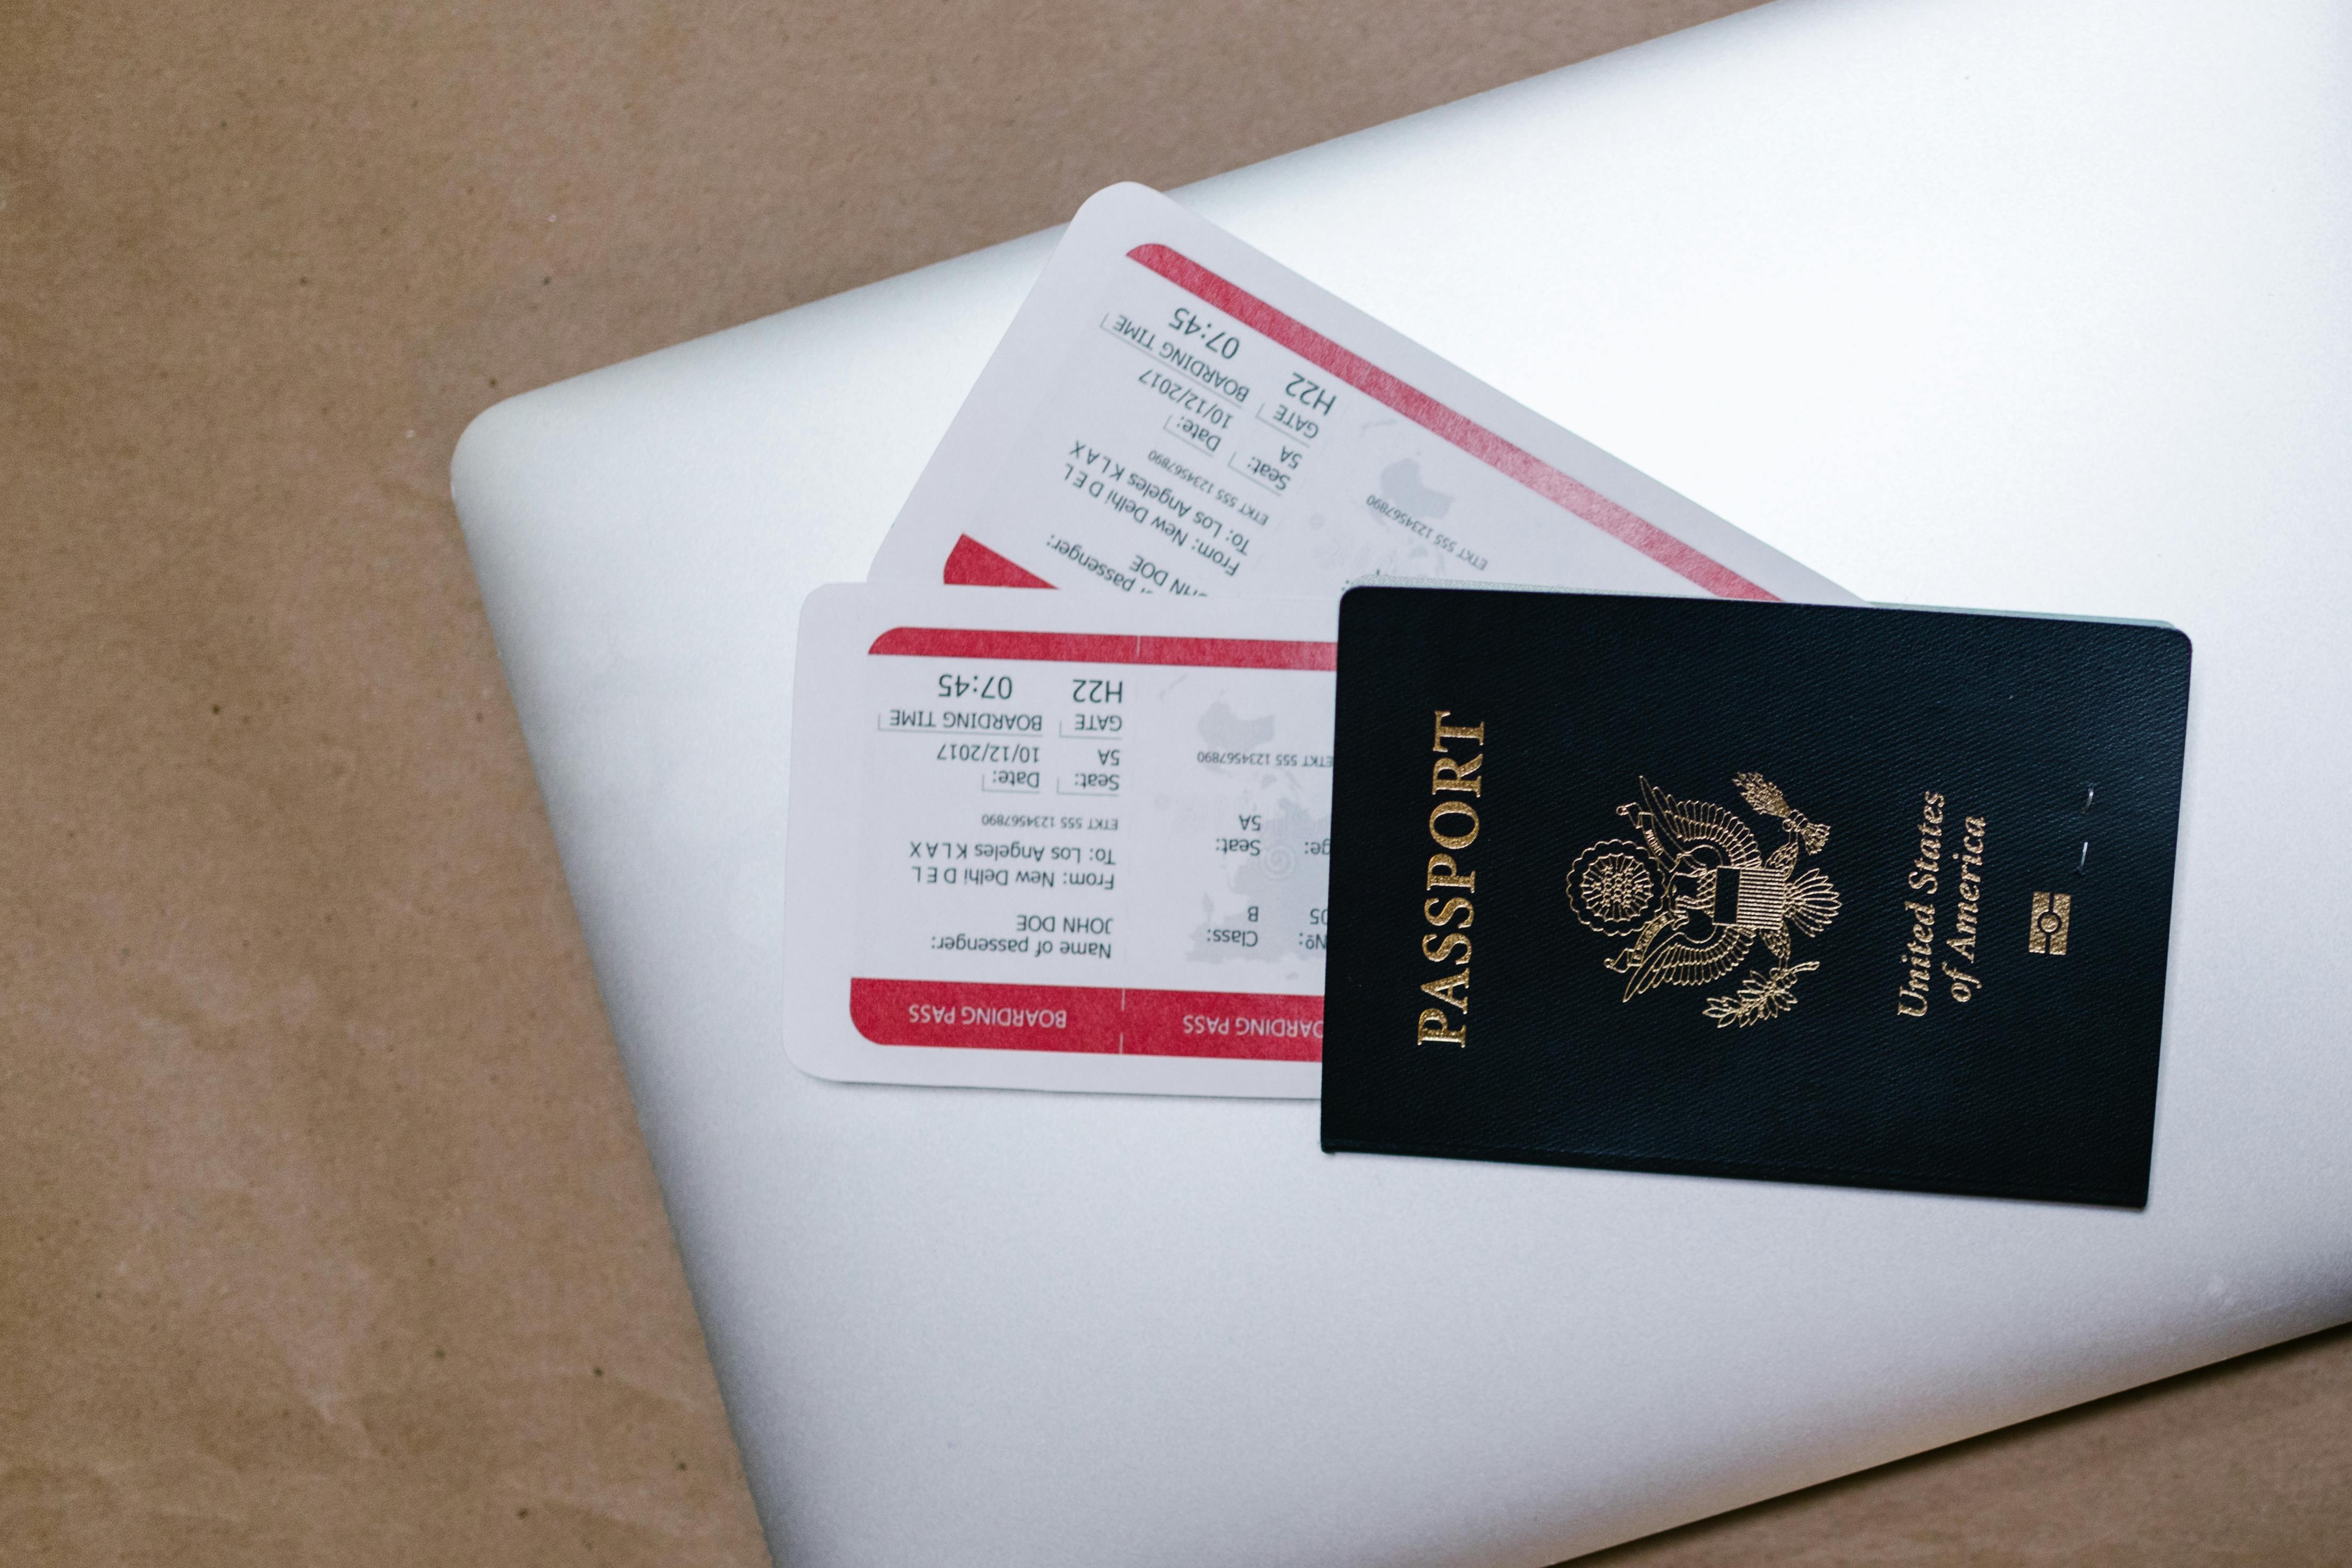 BOARDING PASS
Name of passenger:
JOHN DOE
From: New Delhi D E L
To: Los Angeles K L A X
ETKT 555 1234567890
Seat: Date:
5A 10/12/2017
GATE BOARDING TIME
H22 07:45
BOARDING PASS
Class:
B
Seat:
5A
ETKT 555 1234567890
JOHN DOE
From: New Delhi D E L
To: Los Angeles K L A X
ETKT 555 1234567890
Seat: Date:
5A 10/12/2017
GATE BOARDING TIME
H22 07:45
ETKT 555 1234567890
PASSPORT
United States
of America